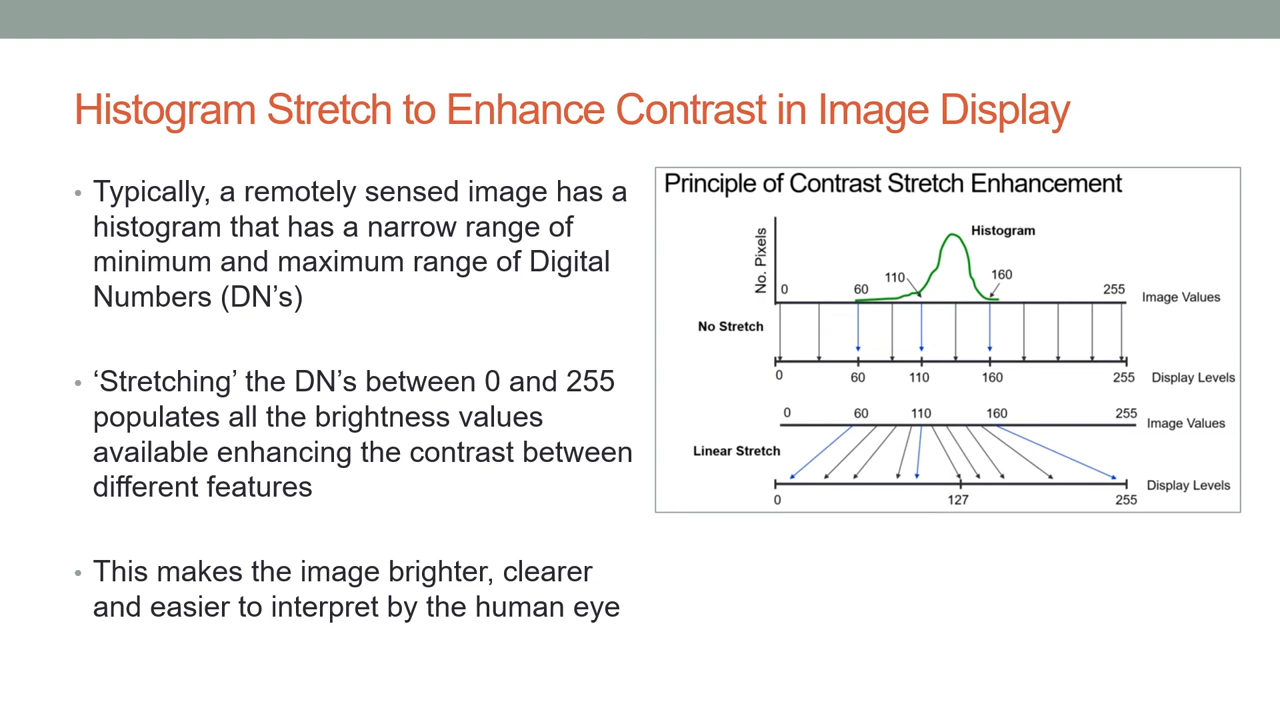 Histogram Stretch to Enhance Contrast in Image Display
• Typically, a remotely sensed image has a
histogram that has a narrow range of
minimum and maximum range of Digital
Numbers (DN’s)
• ‘Stretching’ the DN’s between 0 and 255
populates all the brightness values
available enhancing the contrast between
different features
• This makes the image brighter, clearer
and easier to interpret by the human eye
Principle of Contrast Stretch Enhancement
No. Pixels
Histogram
110
160
0
60
255
Image Values
No Stretch
0
60
110
160
255
Display Levels
0
60
110
160
255
Image Values
Linear Stretch
Display Levels
0
127
255